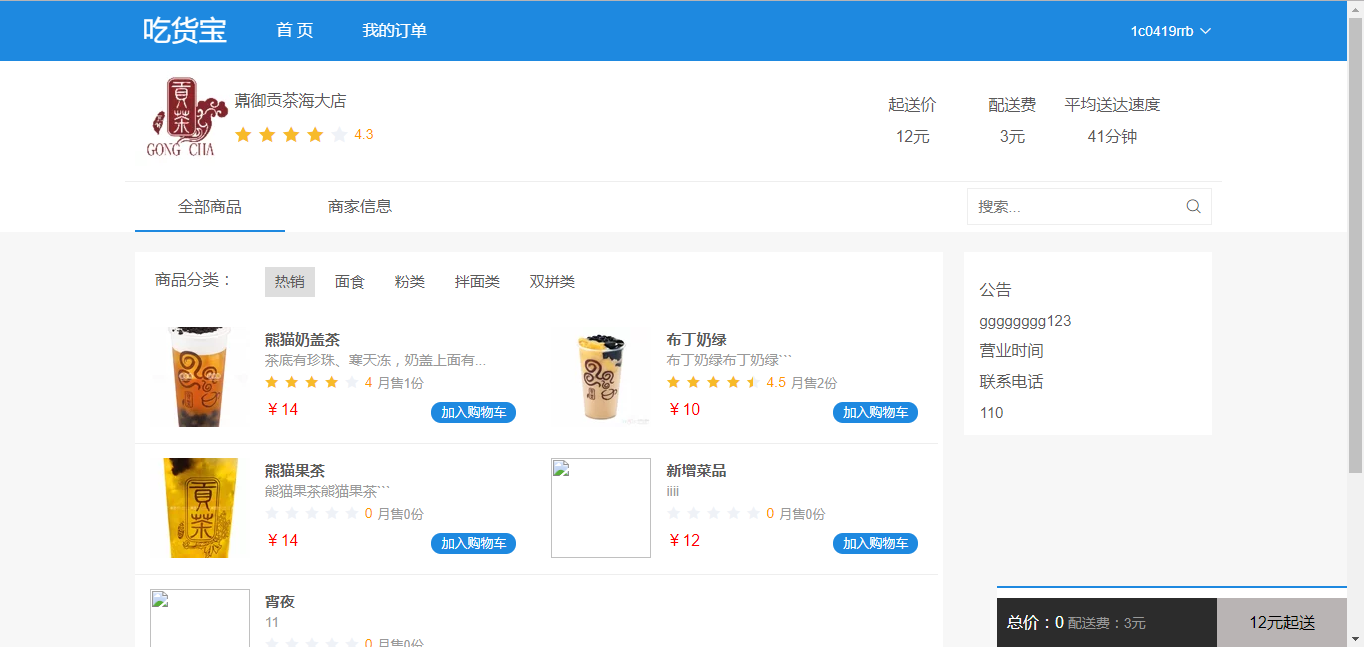 吃货宝 首 页 我的订单 1c0419rrb
貢茶
GONG CHA
薡御贡茶海大店
4.3
起送价 配送费 平均送达速度
12元 3元 41分钟
全部商品 商家信息 搜索...
商品分类： 热销 面食 粉类 拌面类 双拼类
熊猫奶盖茶
茶底有珍珠、寒天冻，奶盖上面有...
4 月售1份
￥14 加入购物车
布丁奶绿
布丁奶绿布丁奶绿```
4.5 月售2份
￥10 加入购物车
貢茶
熊猫果茶
熊猫果茶熊猫果茶```
0 月售0份
￥14 加入购物车
新增菜品
iiii
0 月售0份
￥12 加入购物车
宵夜
11
0 月售0份
公告
gggggggg123
营业时间
联系电话
110
总价：0 配送费：3元 12元起送